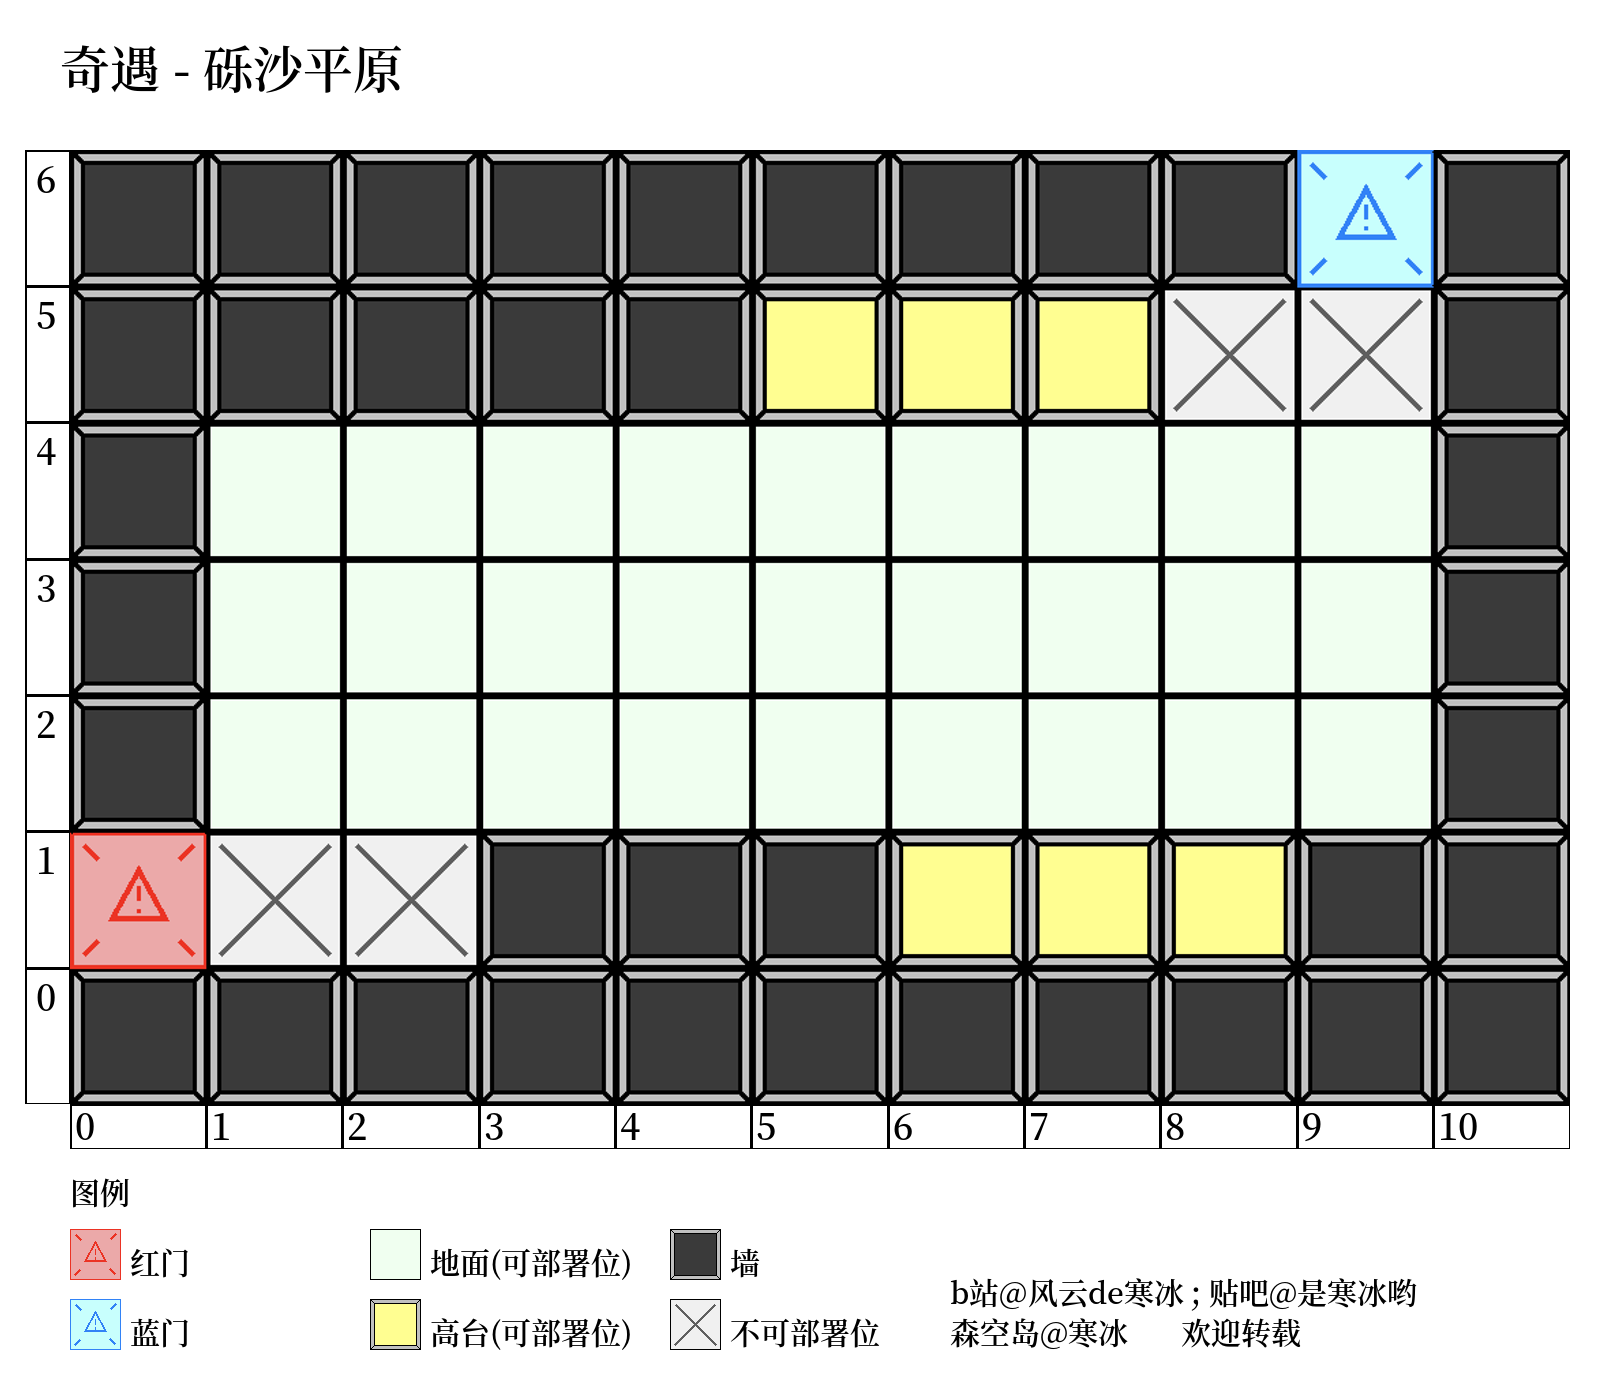 奇遇 - 砾沙平原
6
5
4
3
2
1
0
0 1 2 3 4 5 6 7 8 9 10
图例
红门 地面(可部署位) 墙
蓝门 高台(可部署位) 不可部署位
b站@风云de寒冰 ; 贴吧@是寒冰哟
森空岛@寒冰 欢迎转载